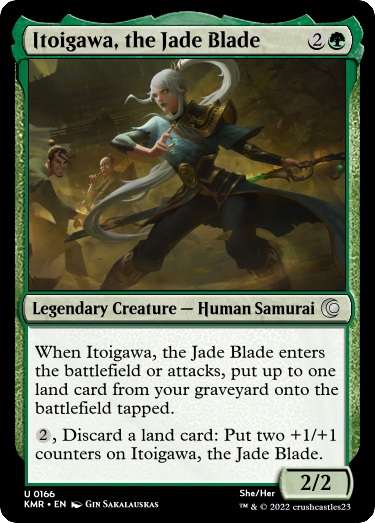 Itoigawa, the Jade Blade 2
Legendary Creature — Human Samurai
When Itoigawa, the Jade Blade enters
the battlefield or attacks, put up to one
land card from your graveyard onto the
battlefield tapped.
2, Discard a land card: Put two +1/+1
counters on Itoigawa, the Jade Blade.
2/2
U 0166
KMR • EN Gin Sakalauskas
She/Her
™ & © 2022 crushcastles23